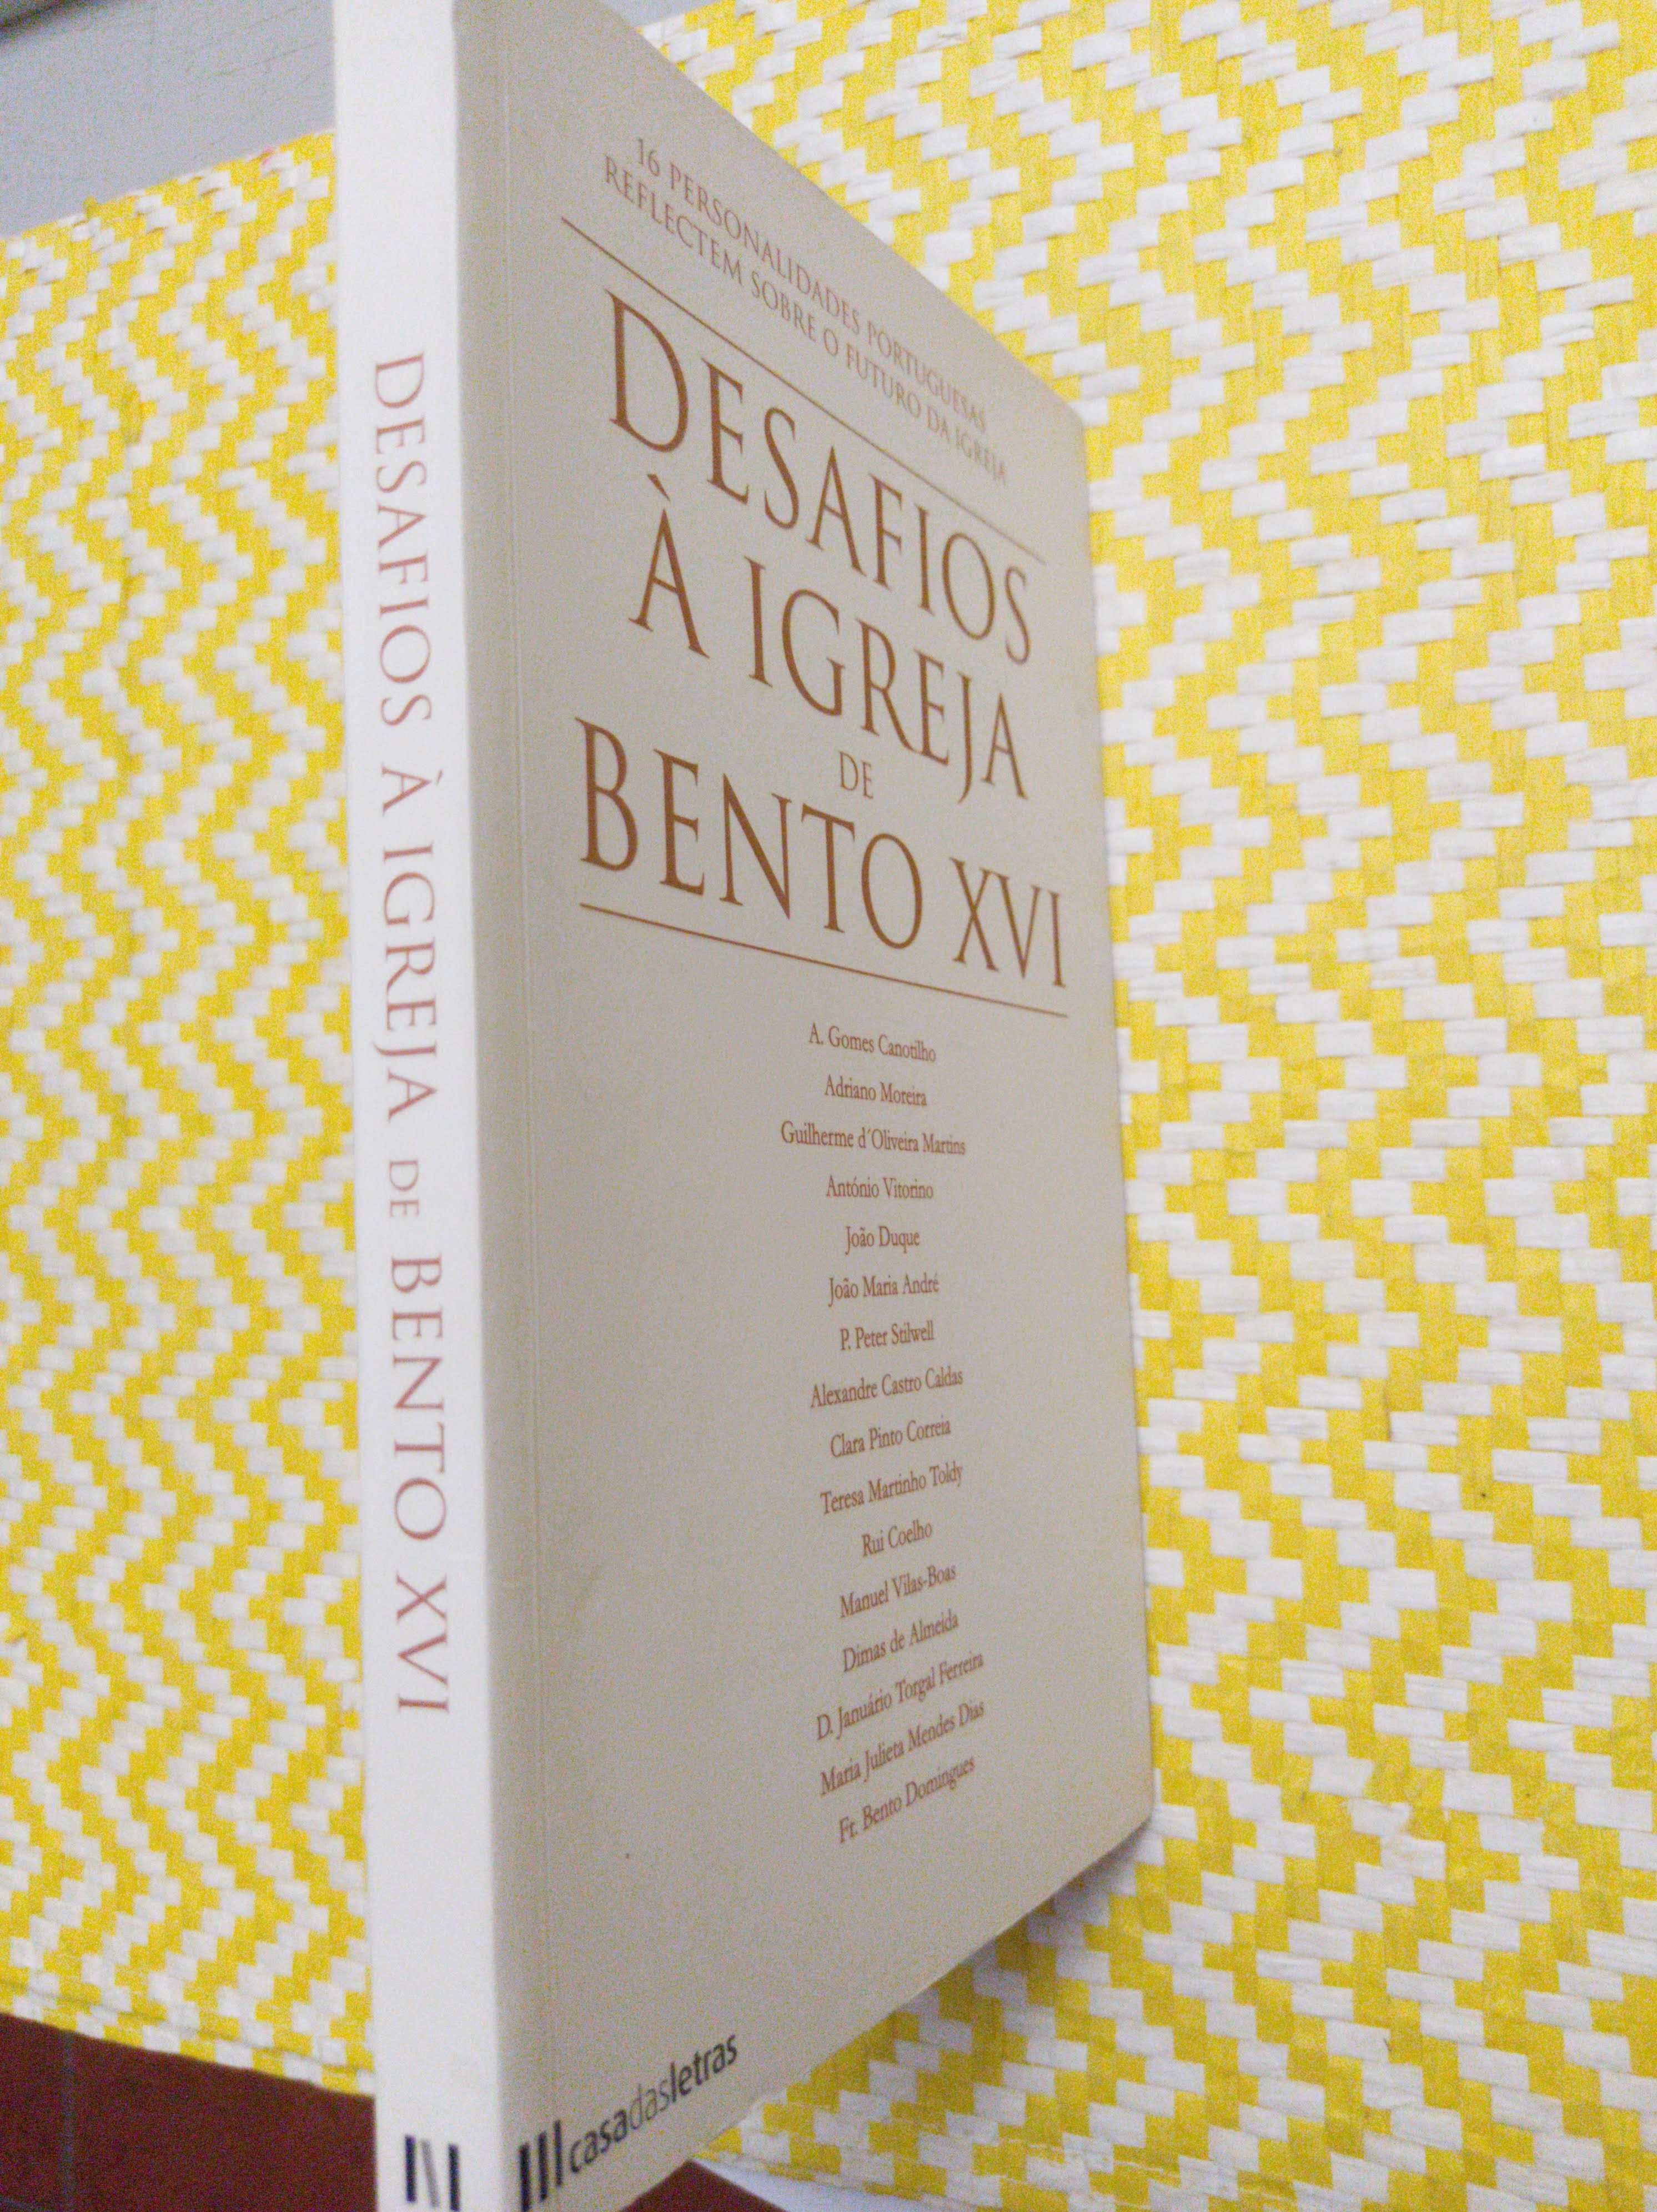 DESAFIOS À IGREJA DE BENTO XVI
16 PERSONALIDADES PORTUGUESAS
REFLECTEM SOBRE O FUTURO DA IGREJA
DESAFIOS
À IGREJA
DE
BENTO XVI
A. Gomes Canotilho
Adriano Moreira
Guilherme d´Oliveira Martins
António Vitorino
João Duque
João Maria André
P. Peter Stilwell
Alexandre Castro Caldas
Clara Pinto Correia
Teresa Martinho Toldy
Rui Coelho
Manuel Vilas-Boas
Dimas de Almeida
D. Januário Torgal Ferreira
Maria Julieta Mendes Dias
Fr. Bento Domingues
casadasletras